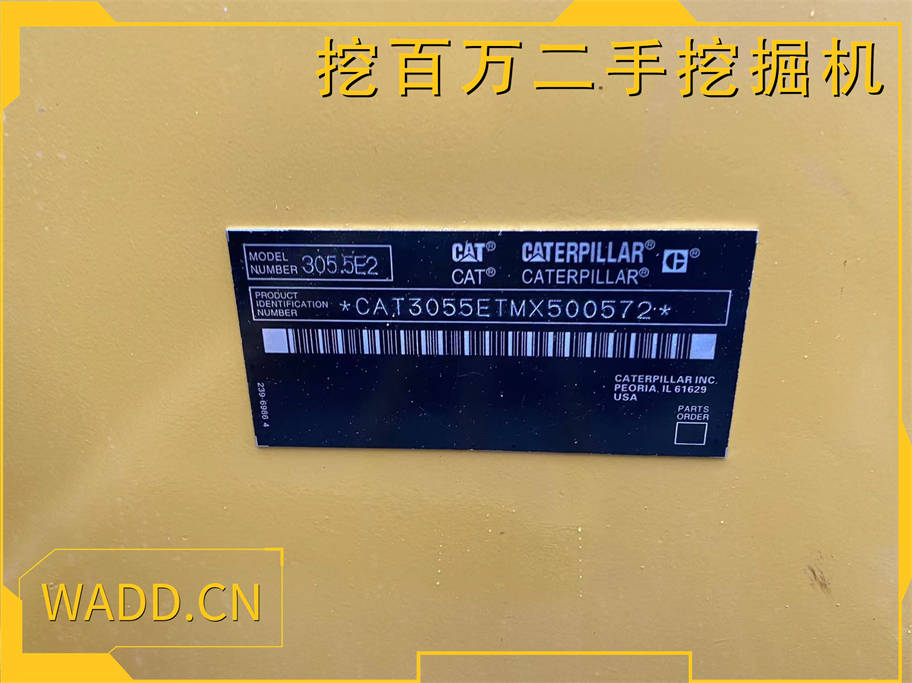 挖百万二手挖掘机
MODEL NUMBER 305.5E2
CAT® CATERPILLAR® ®
CAT® CATERPILLAR®
PRODUCT IDENTIFICATION NUMBER *CAT3055ETMX500572*
CATERPILLAR INC.
PEORIA, IL 61629
USA
PARTS
ORDER
239-6986 4
WADD.CN